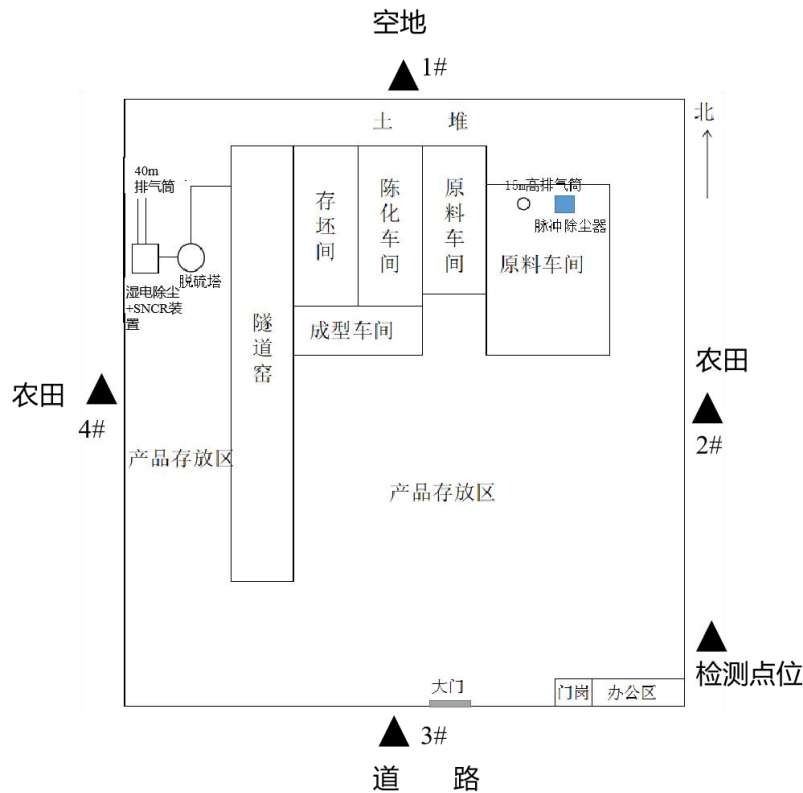 空地
1#
北
土 堆
40m
排气筒
15m高排气筒
脉冲除尘器
存坯间
陈化车间
原料车间
原料车间
脱硫塔
湿电除尘
+SNCR装
置
隧道窑
成型车间
农田
4#
农田
2#
产品存放区
产品存放区
检测点位
大门
门岗
办公区
3#
道 路